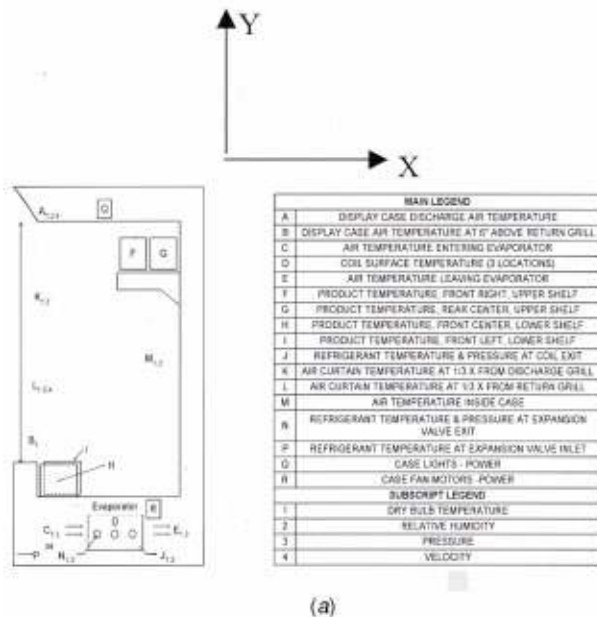 Y
X
Q
F
G
I
H
Evaporator
R
D
P
MAIN LEGEND
A DISPLAY CASE DISCHARGE AIR TEMPERATURE
B DISPLAY CASE AIR TEMPERATURE AT 6" ABOVE RETURN GRILL
C AIR TEMPERATURE ENTERING EVAPORATOR
D COIL SURFACE TEMPERATURE (3 LOCATIONS)
E AIR TEMPERATURE LEAVING EVAPORATOR
F PRODUCT TEMPERATURE, FRONT RIGHT, UPPER SHELF
G PRODUCT TEMPERATURE, REAR CENTER, UPPER SHELF
H PRODUCT TEMPERATURE, FRONT CENTER, LOWER SHELF
I PRODUCT TEMPERATURE, FRONT LEFT, LOWER SHELF
J REFRIGERANT TEMPERATURE & PRESSURE AT COIL EXIT
K AIR CURTAIN TEMPERATURE AT 1/3 X FROM DISCHARGE GRILL
L AIR CURTAIN TEMPERATURE AT 1/3 X FROM RETURN GRILL
M AIR TEMPERATURE INSIDE CASE
N REFRIGERANT TEMPERATURE & PRESSURE AT EXPANSION
VALVE EXIT
P REFRIGERANT TEMPERATURE AT EXPANSION VALVE INLET
Q CASE LIGHTS - POWER
R CASE FAN MOTORS -POWER
SUBSCRIPT LEGEND
1 DRY BULB TEMPERATURE
2 RELATIVE HUMIDITY
3 PRESSURE
4 VELOCITY
(a)